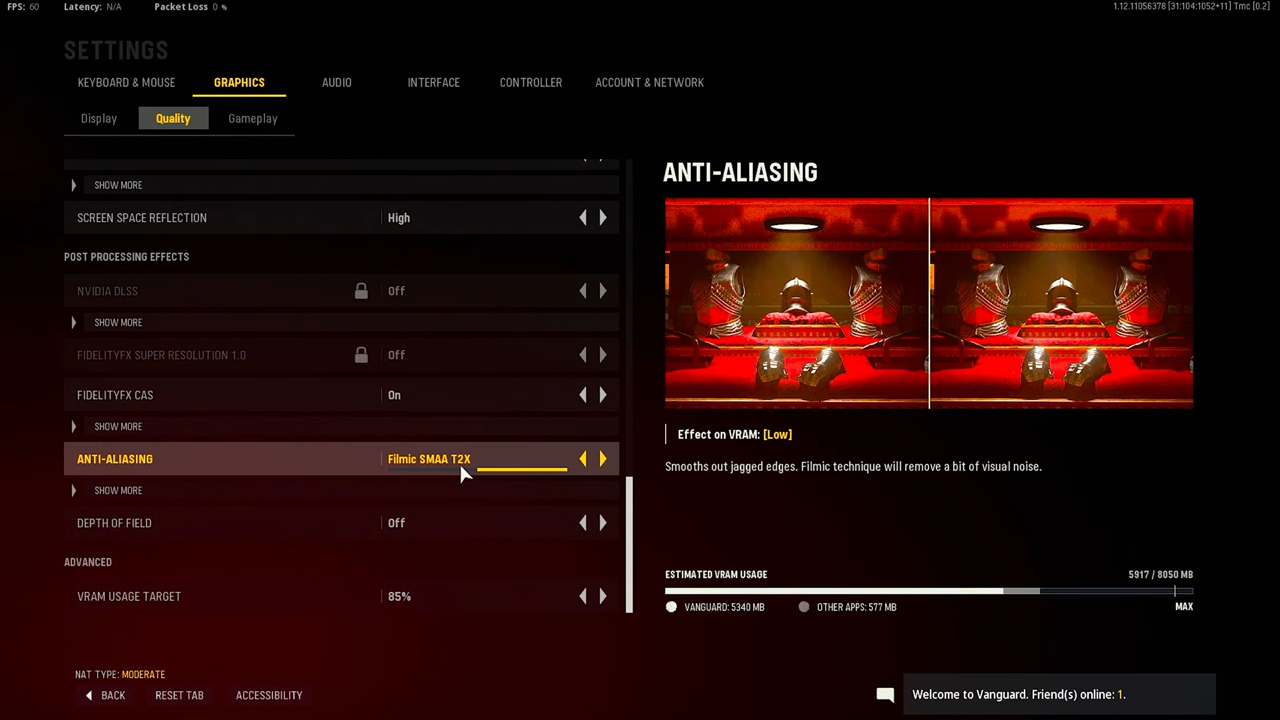 FPS: 60 Latency: N/A Packet Loss 0 % 1.12.11056378 [31:104:1052+11] Tmc [0.2]
SETTINGS
KEYBOARD & MOUSE GRAPHICS AUDIO INTERFACE CONTROLLER ACCOUNT & NETWORK
Display Quality Gameplay
SHOW MORE
SCREEN SPACE REFLECTION High
POST PROCESSING EFFECTS
NVIDIA DLSS Off
SHOW MORE
FIDELITYFX SUPER RESOLUTION 1.0 Off
FIDELITYFX CAS On
SHOW MORE
ANTI-ALIASING Filmic SMAA T2X
SHOW MORE
DEPTH OF FIELD Off
ADVANCED
VRAM USAGE TARGET 85%
ANTI-ALIASING
Effect on VRAM: [Low]
Smooths out jagged edges. Filmic technique will remove a bit of visual noise.
ESTIMATED VRAM USAGE 5917 / 8050 MB
VANGUARD: 5340 MB OTHER APPS: 577 MB MAX
NAT TYPE: MODERATE
BACK RESET TAB ACCESSIBILITY
Welcome to Vanguard. Friend(s) online: 1.